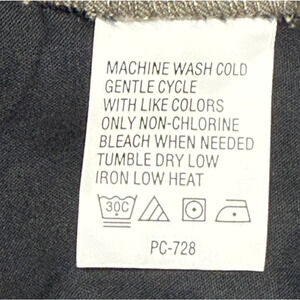 MACHINE WASH COLD
GENTLE CYCLE
WITH LIKE COLORS
ONLY NON-CHLORINE
BLEACH WHEN NEEDED
TUMBLE DRY LOW
IRON LOW HEAT
30C
PC-728